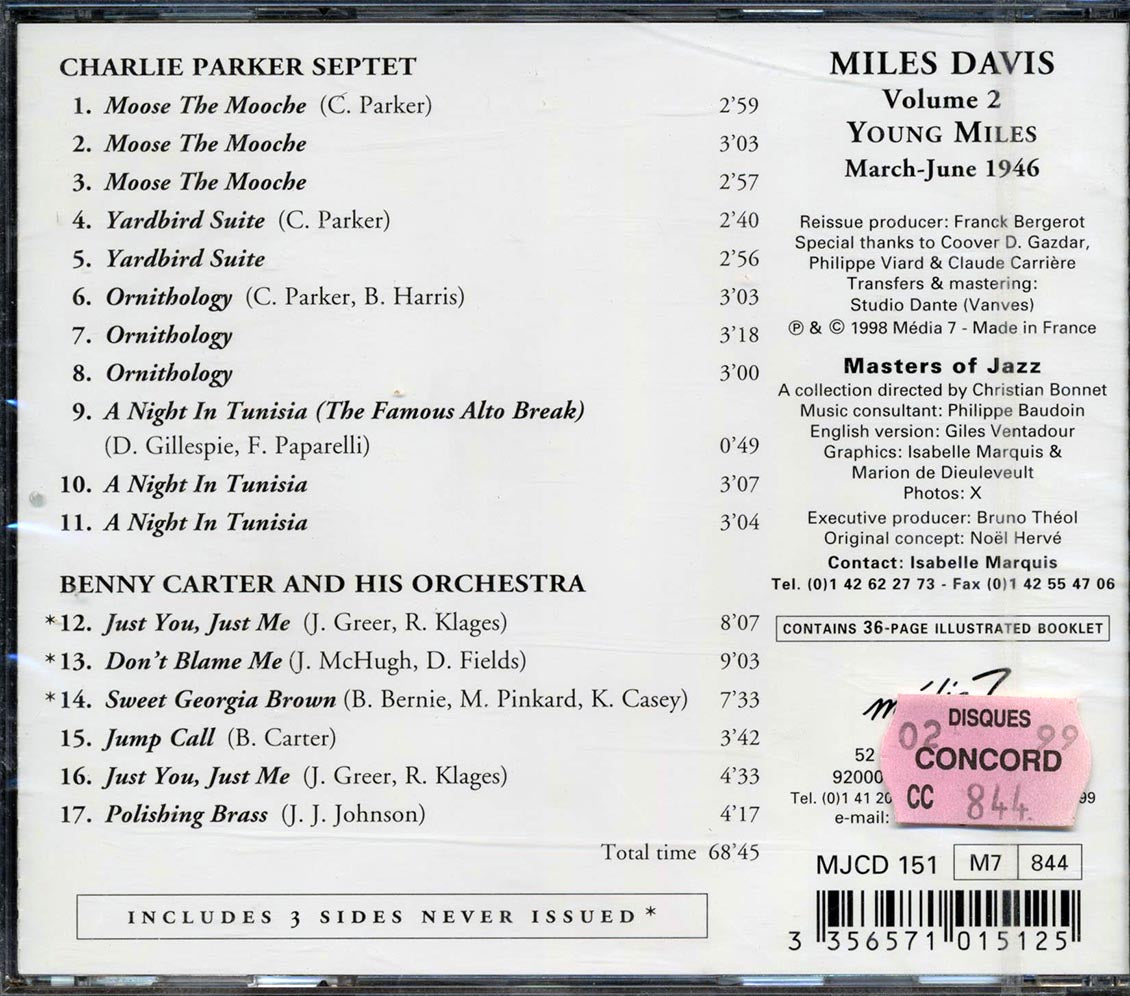 CHARLIE PARKER SEPTET
1. Moose The Mooche (C. Parker) 2’59
2. Moose The Mooche 3’03
3. Moose The Mooche 2’57
4. Yardbird Suite (C. Parker) 2’40
5. Yardbird Suite 2’56
6. Ornithology (C. Parker, B. Harris) 3’03
7. Ornithology 3’18
8. Ornithology 3’00
9. A Night In Tunisia (The Famous Alto Break)
(D. Gillespie, F. Paparelli) 0’49
10. A Night In Tunisia 3’07
11. A Night In Tunisia 3’04
BENNY CARTER AND HIS ORCHESTRA
*12. Just You, Just Me (J. Greer, R. Klages) 8’07
*13. Don’t Blame Me (J. McHugh, D. Fields) 9’03
*14. Sweet Georgia Brown (B. Bernie, M. Pinkard, K. Casey) 7’33
15. Jump Call (B. Carter) 3’42
16. Just You, Just Me (J. Greer, R. Klages) 4’33
17. Polishing Brass (J. J. Johnson) 4’17
Total time 68’45
INCLUDES 3 SIDES NEVER ISSUED *
MILES DAVIS
Volume 2
YOUNG MILES
March-June 1946
Reissue producer: Franck Bergerot
Special thanks to Coover D. Gazdar,
Philippe Viard & Claude Carrière
Transfers & mastering:
Studio Dante (Vanves)
℗ & © 1998 Média 7 - Made in France
Masters of Jazz
A collection directed by Christian Bonnet
Music consultant: Philippe Baudoin
English version: Giles Ventadour
Graphics: Isabelle Marquis &
Marion de Dieuleveult
Photos: X
Executive producer: Bruno Théol
Original concept: Noël Hervé
Contact: Isabelle Marquis
Tel. (0)1 42 62 27 73 - Fax (0)1 42 55 47 06
CONTAINS 36-PAGE ILLUSTRATED BOOKLET
52
92000
Tel. (0)1 41 20 99
e-mail:
DISQUES
02 99
CONCORD
CC 844
MJCD 151 M7 844
3 356571 015125